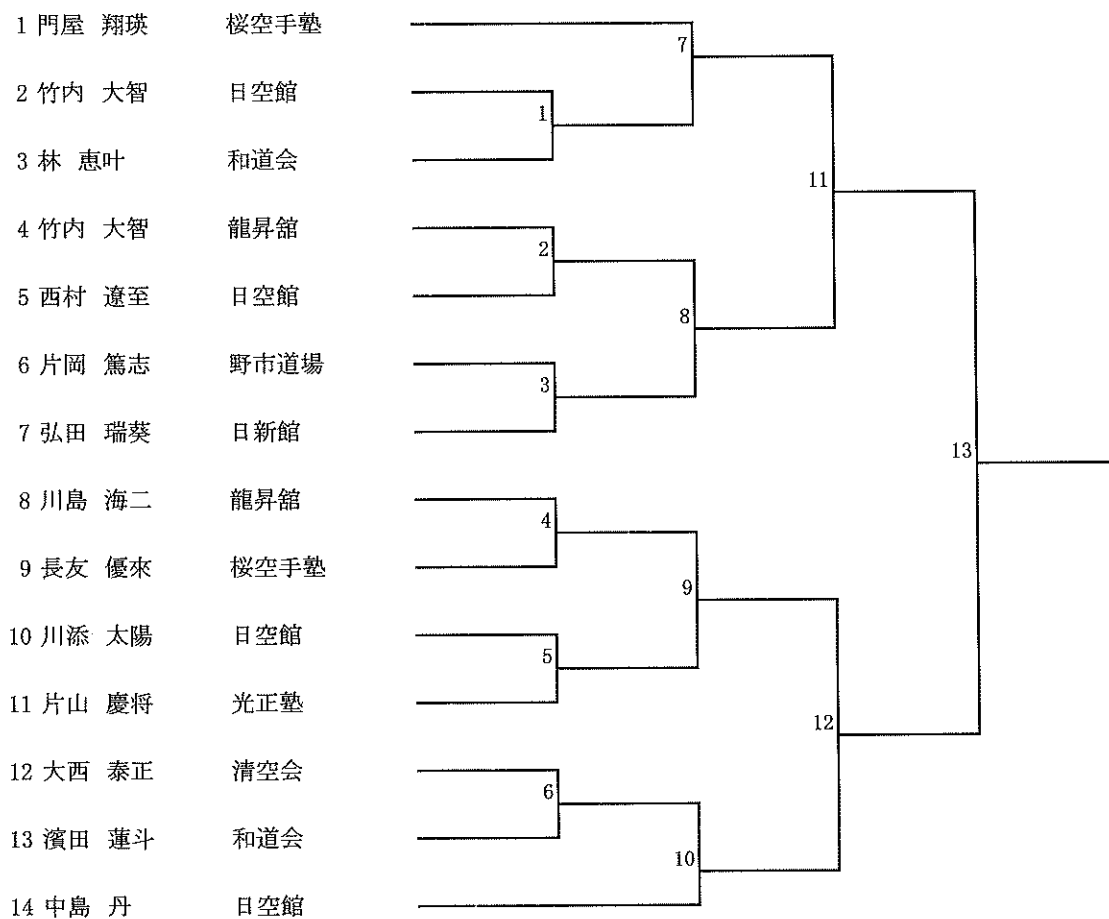 1 門屋 翔瑛 桜空手塾
2 竹内 大智 日空館
3 林 恵叶 和道会
4 竹内 大智 龍昇舘
5 西村 遼至 日空館
6 片岡 篤志 野市道場
7 弘田 瑞葵 日新館
8 川島 海二 龍昇舘
9 長友 優來 桜空手塾
10 川添 太陽 日空館
11 片山 慶将 光正塾
12 大西 泰正 清空会
13 濱田 蓮斗 和道会
14 中島 丹 日空館
1
2
3
4
5
6
7
8
9
10
11
12
13